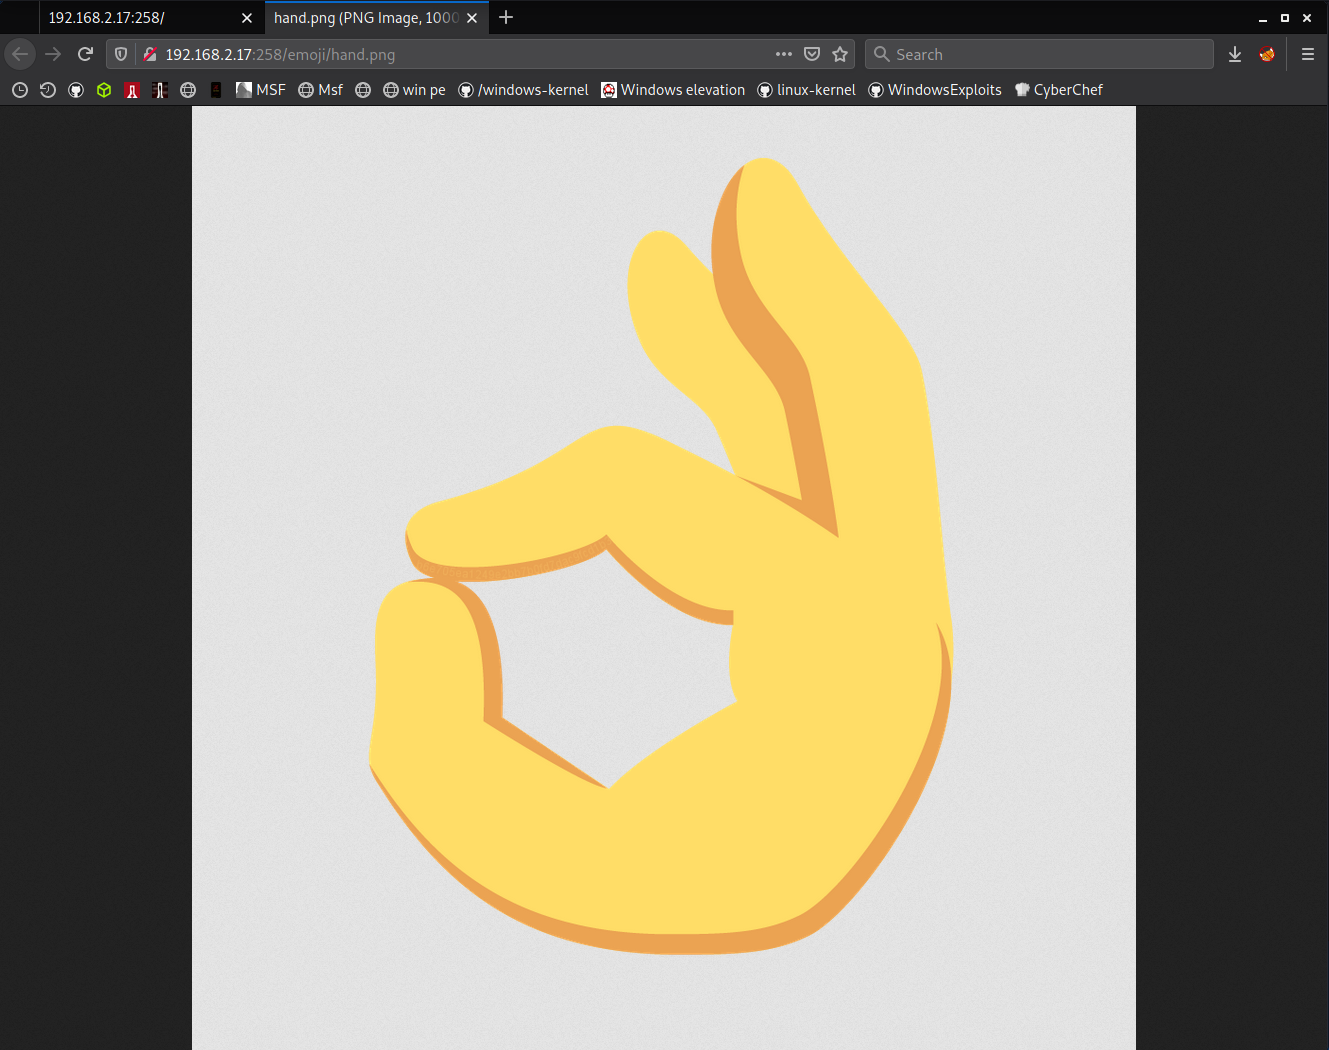 192.168.2.17:258/
hand.png (PNG Image, 1000
192.168.2.17:258/emoji/hand.png
Search
MSF
Msf
win pe
/windows-kernel
Windows elevation
linux-kernel
WindowsExploits
CyberChef